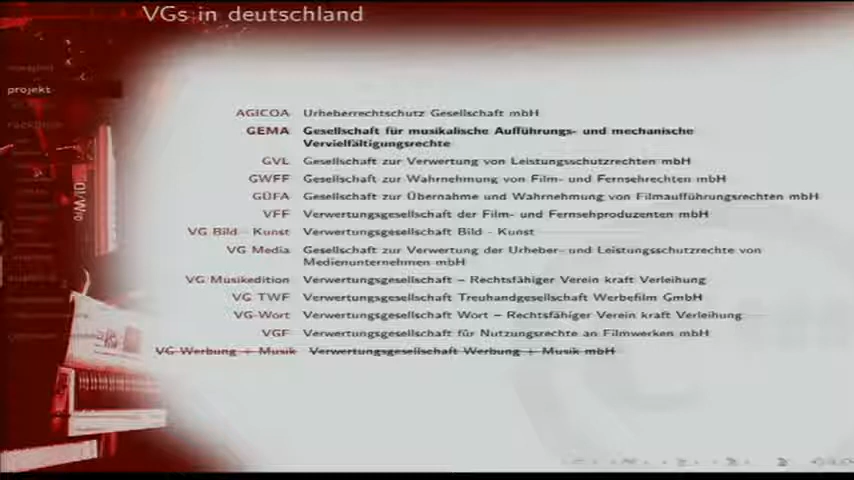 VGs in deutschland
projekt
AGICOA Urheberrechtschutz Gesellschaft mbH
GEMA Gesellschaft für musikalische Aufführungs- und mechanische
Vervielfältigungsrechte
GVL Gesellschaft zur Verwertung von Leistungsschutzrechten mbH
GWFF Gesellschaft zur Wahrnehmung von Film- und Fernsehrechten mbH
GÜFA Gesellschaft zur Übernahme und Wahrnehmung von Filmaufführungsrechten mbH
VFF Verwertungsgesellschaft der Film- und Fernsehproduzenten mbH
VG Bild - Kunst Verwertungsgesellschaft Bild - Kunst
VG Media Gesellschaft zur Verwertung der Urheber- und Leistungsschutzrechte von
Medienunternehmen mbH
VG Musikedition Verwertungsgesellschaft – Rechtsfähiger Verein kraft Verleihung
VG TWF Verwertungsgesellschaft Treuhandgesellschaft Werbefilm GmbH
VG-Wort Verwertungsgesellschaft Wort – Rechtsfähiger Verein kraft Verleihung
VGF Verwertungsgesellschaft für Nutzungsrechte an Filmwerken mbH
VG Werbung + Musik Verwertungsgesellschaft Werbung + Musik mbH